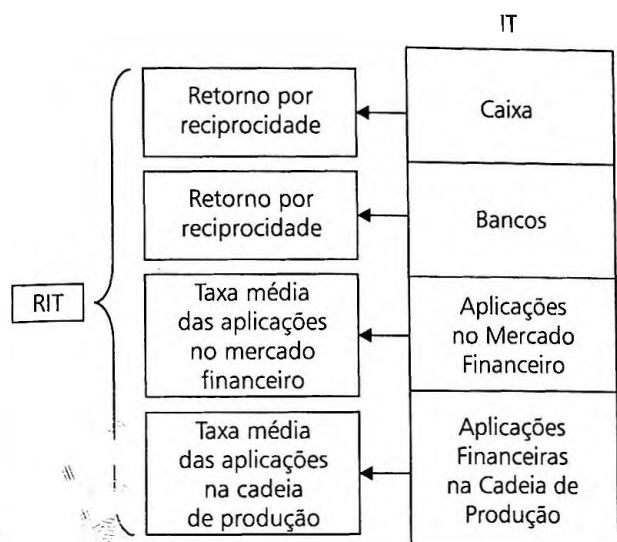 IT
Retorno por
reciprocidade
Caixa
Retorno por
reciprocidade
Bancos
RIT
Taxa média
das aplicações
no mercado
financeiro
Aplicações
no Mercado
Financeiro
Taxa média
das aplicações
na cadeia
de produção
Aplicações
Financeiras
na Cadeia de
Produção